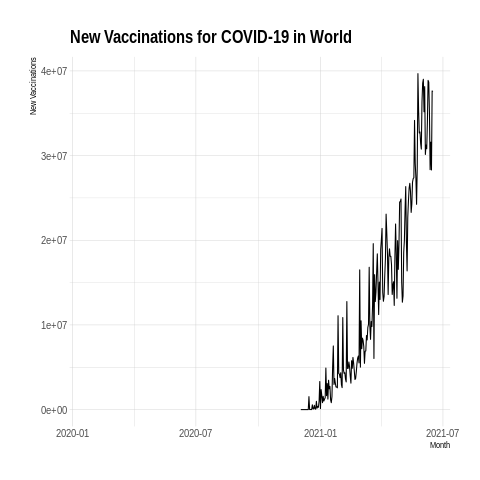 New Vaccinations for COVID-19 in World
New Vaccinations
4e+07
3e+07
2e+07
1e+07
0e+00
2020-01
2020-07
2021-01
2021-07
Month